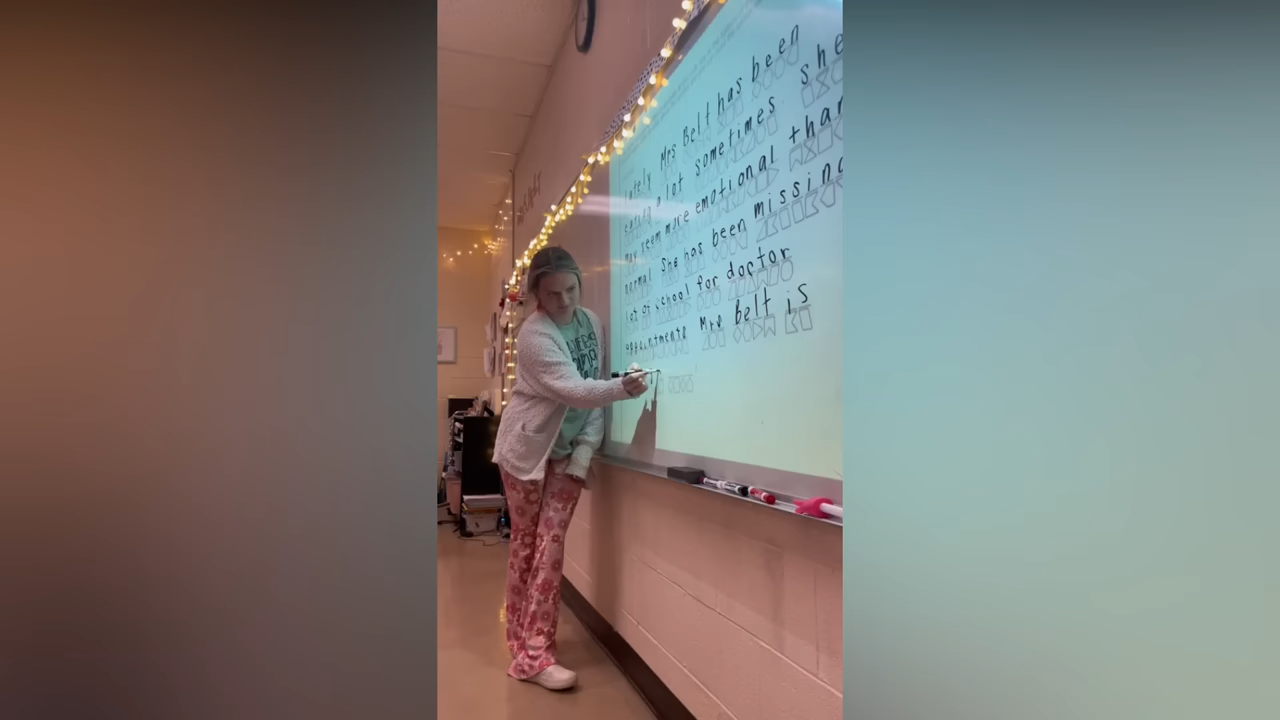 lately Mrs Belt has been
eating a lot sometimes she
may seem more emotional than
normal She has been missing
lot of school for doctor
appointments Mrs Belt is